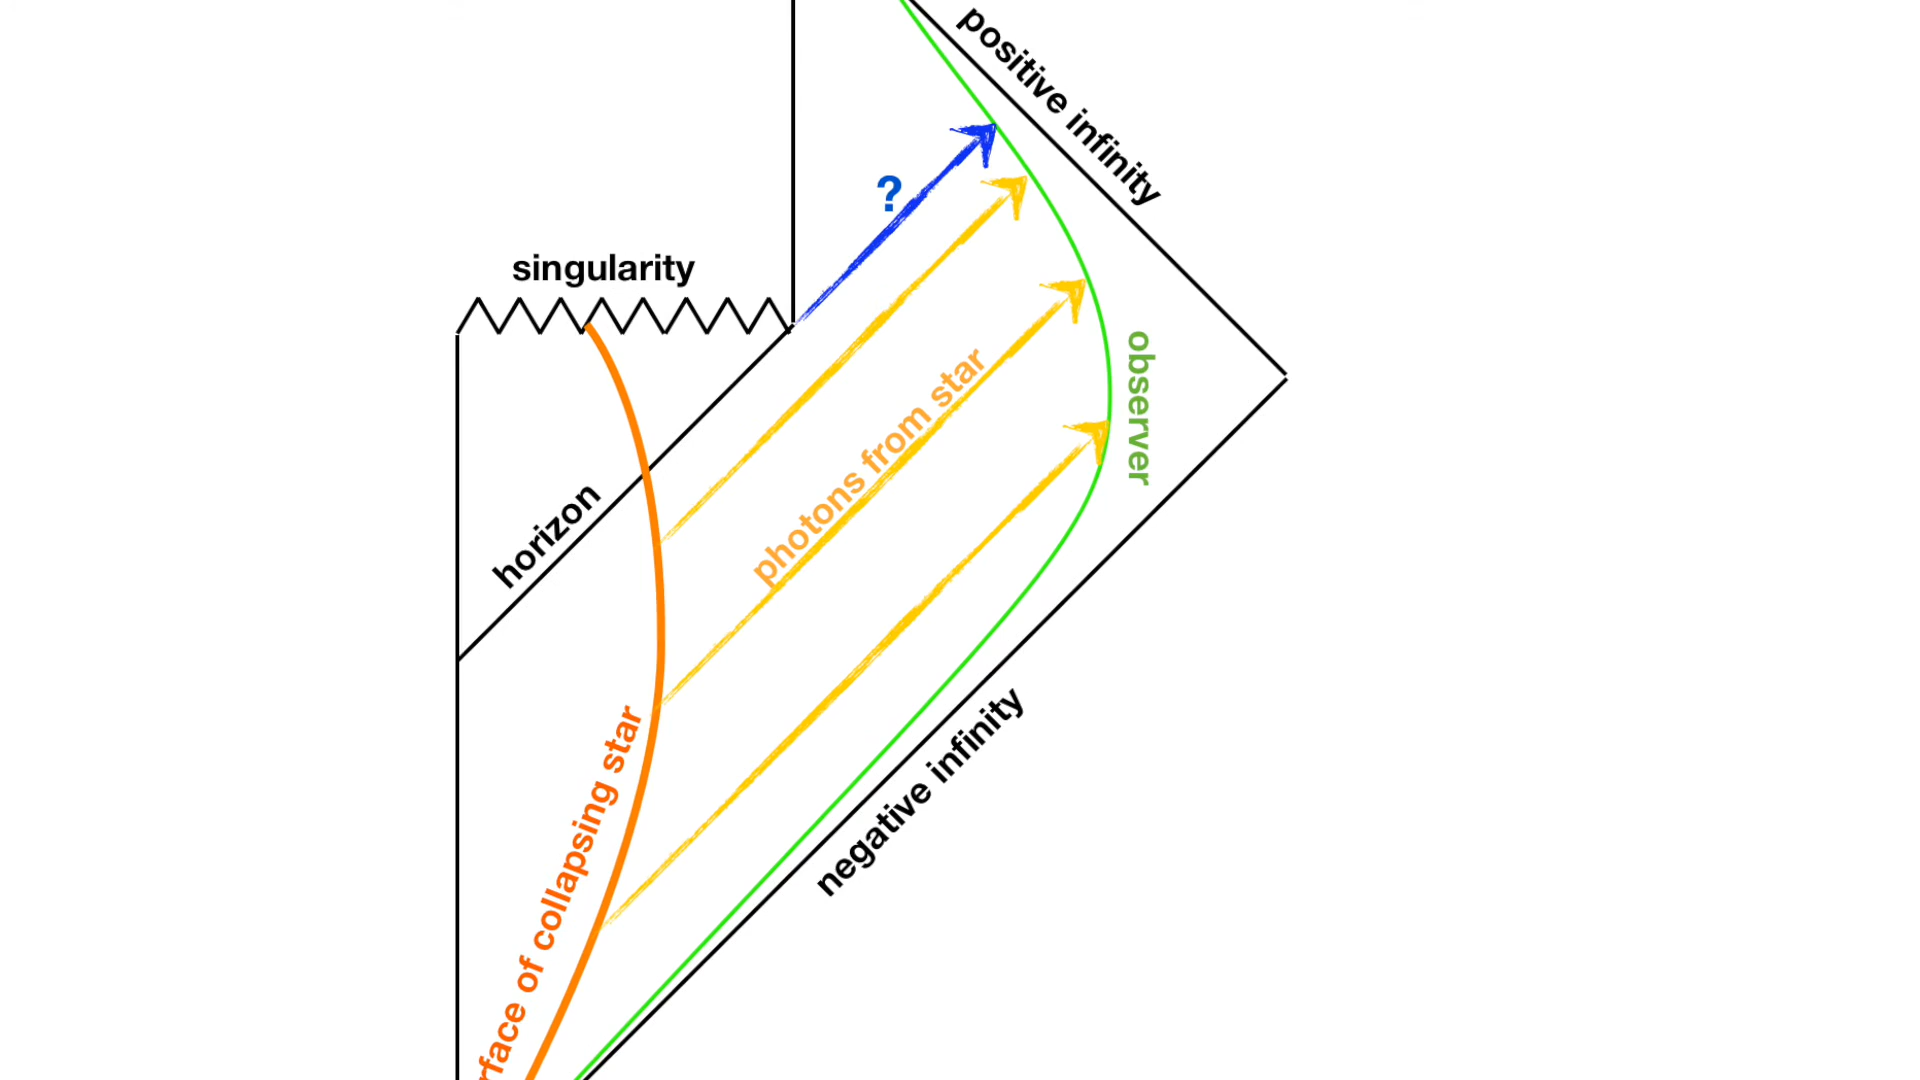 positive infinity
?
singularity
photons from star
observer
horizon
negative infinity
rface of collapsing star